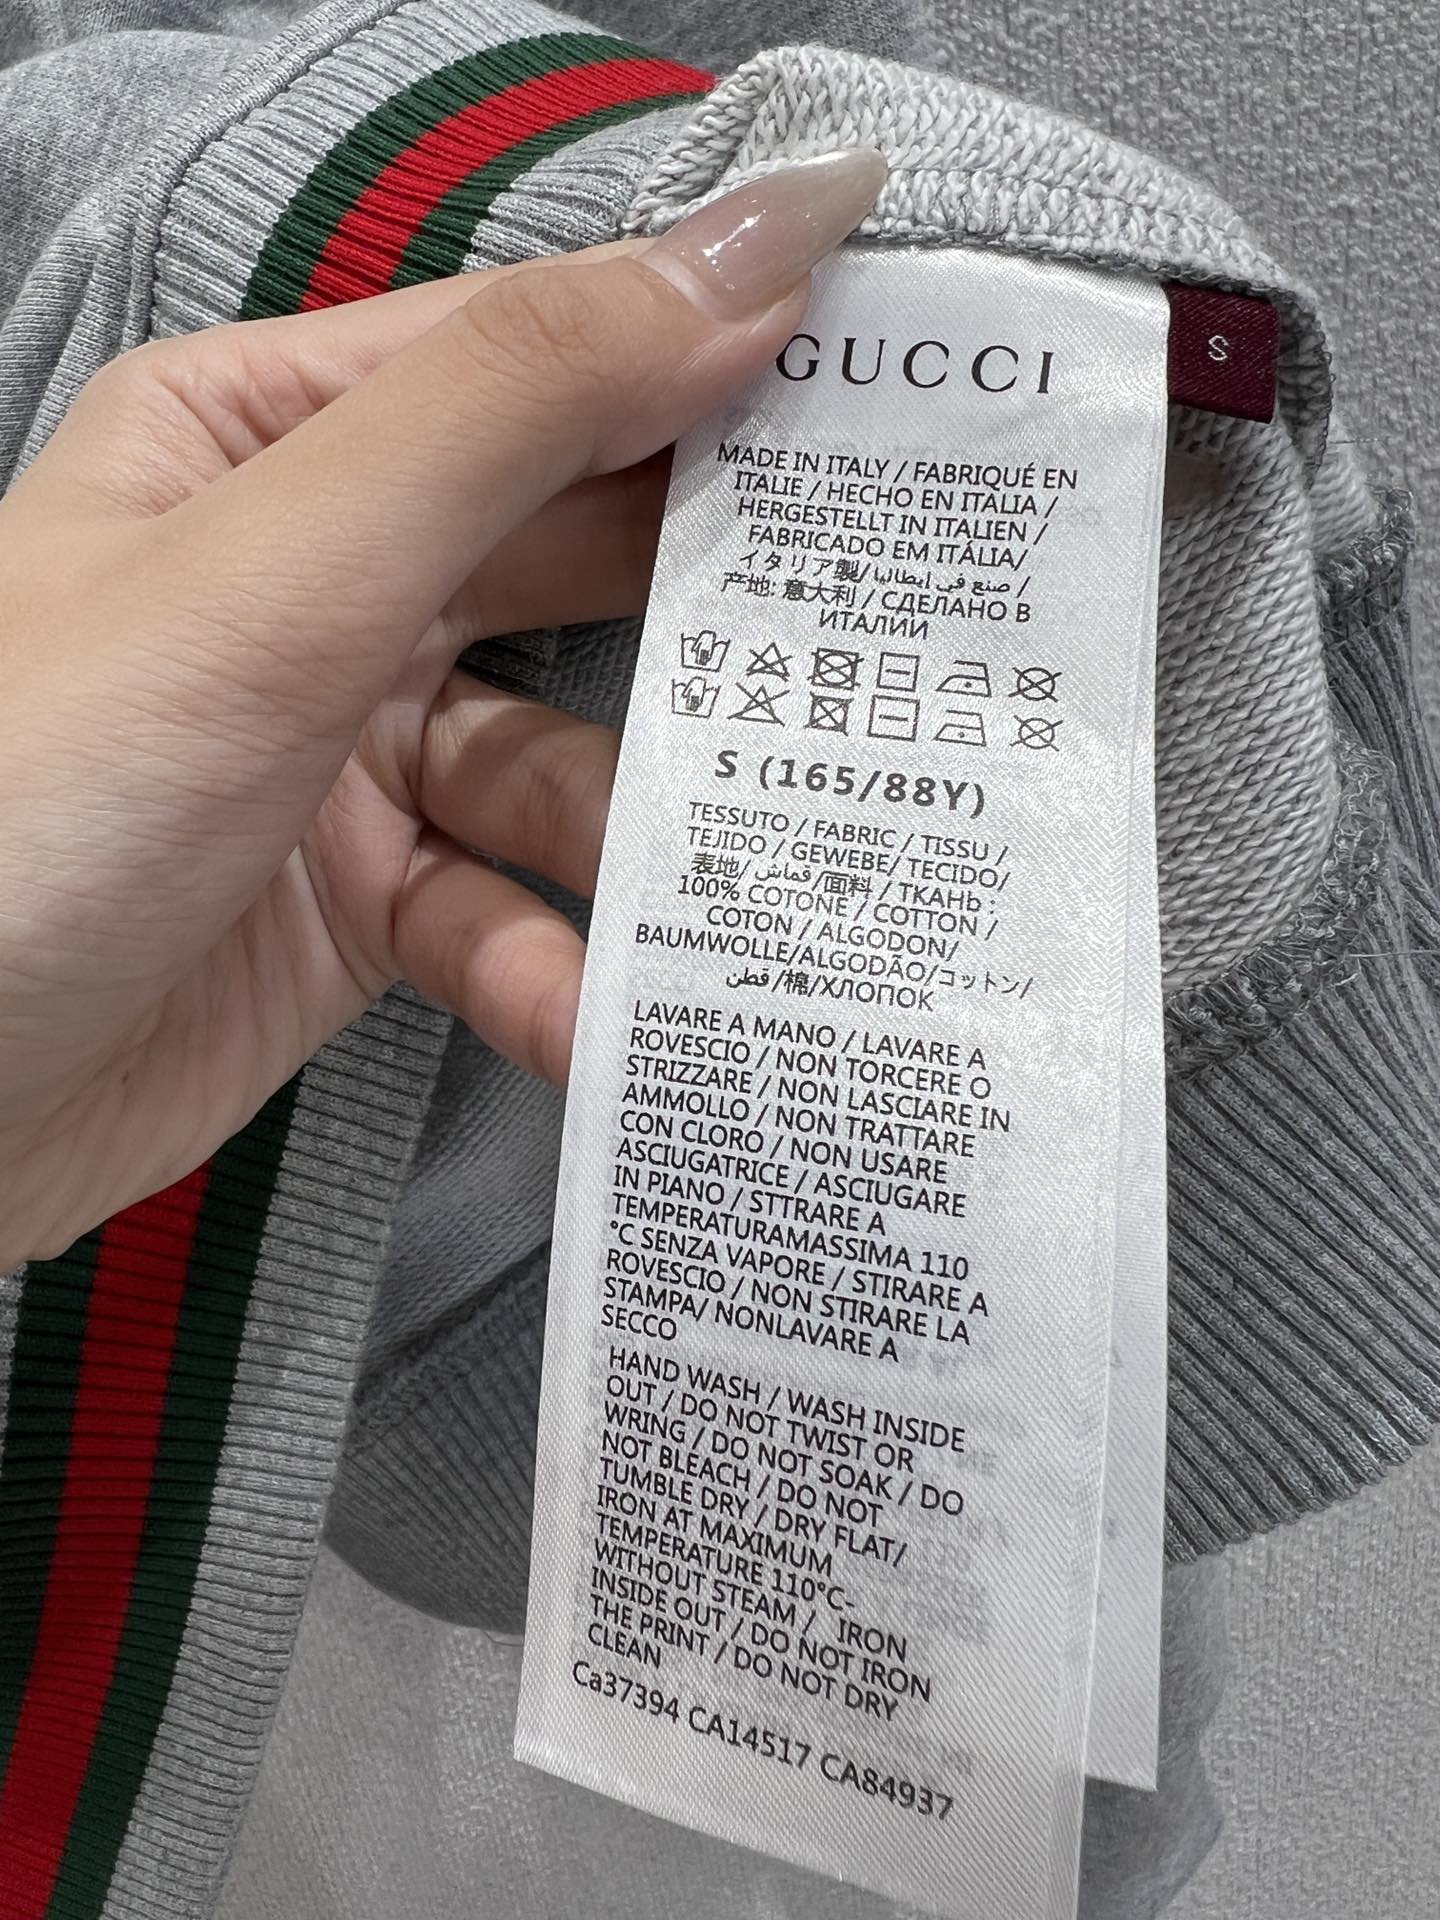 GUCCI
S
MADE IN ITALY / FABRIQUÉ EN
ITALIE / HECHO EN ITALIA /
HERGESTELLT IN ITALIEN /
FABRICADO EM ITÁLIA/
イタリア製/ صنع في إيطاليا /
产地: 意大利 / СДЕЛАНО В
ИТАЛИИ
S (165/88Y)
TESSUTO / FABRIC / TISSU /
TEJIDO / GEWEBE/ TECIDO/
表地/ قماش /面料 / TKAHb :
100% COTONE / COTTON /
COTON / ALGODON/
BAUMWOLLE/ALGODÃO/コットン/
قطن /棉/ХЛОПОК
LAVARE A MANO / LAVARE A
ROVESCIO / NON TORCERE O
STRIZZARE / NON LASCIARE IN
AMMOLLO / NON TRATTARE
CON CLORO / NON USARE
ASCIUGATRICE / ASCIUGARE
IN PIANO / STTRARE A
TEMPERATURAMASSIMA 110
°C SENZA VAPORE / STIRARE A
ROVESCIO / NON STIRARE LA
STAMPA/ NONLAVARE A
SECCO
HAND WASH / WASH INSIDE
OUT / DO NOT TWIST OR
WRING / DO NOT SOAK / DO
NOT BLEACH / DO NOT
TUMBLE DRY / DRY FLAT/
IRON AT MAXIMUM
TEMPERATURE 110°C-
WITHOUT STEAM / IRON
INSIDE OUT / DO NOT IRON
THE PRINT / DO NOT DRY
CLEAN
Ca37394 CA14517 CA84937